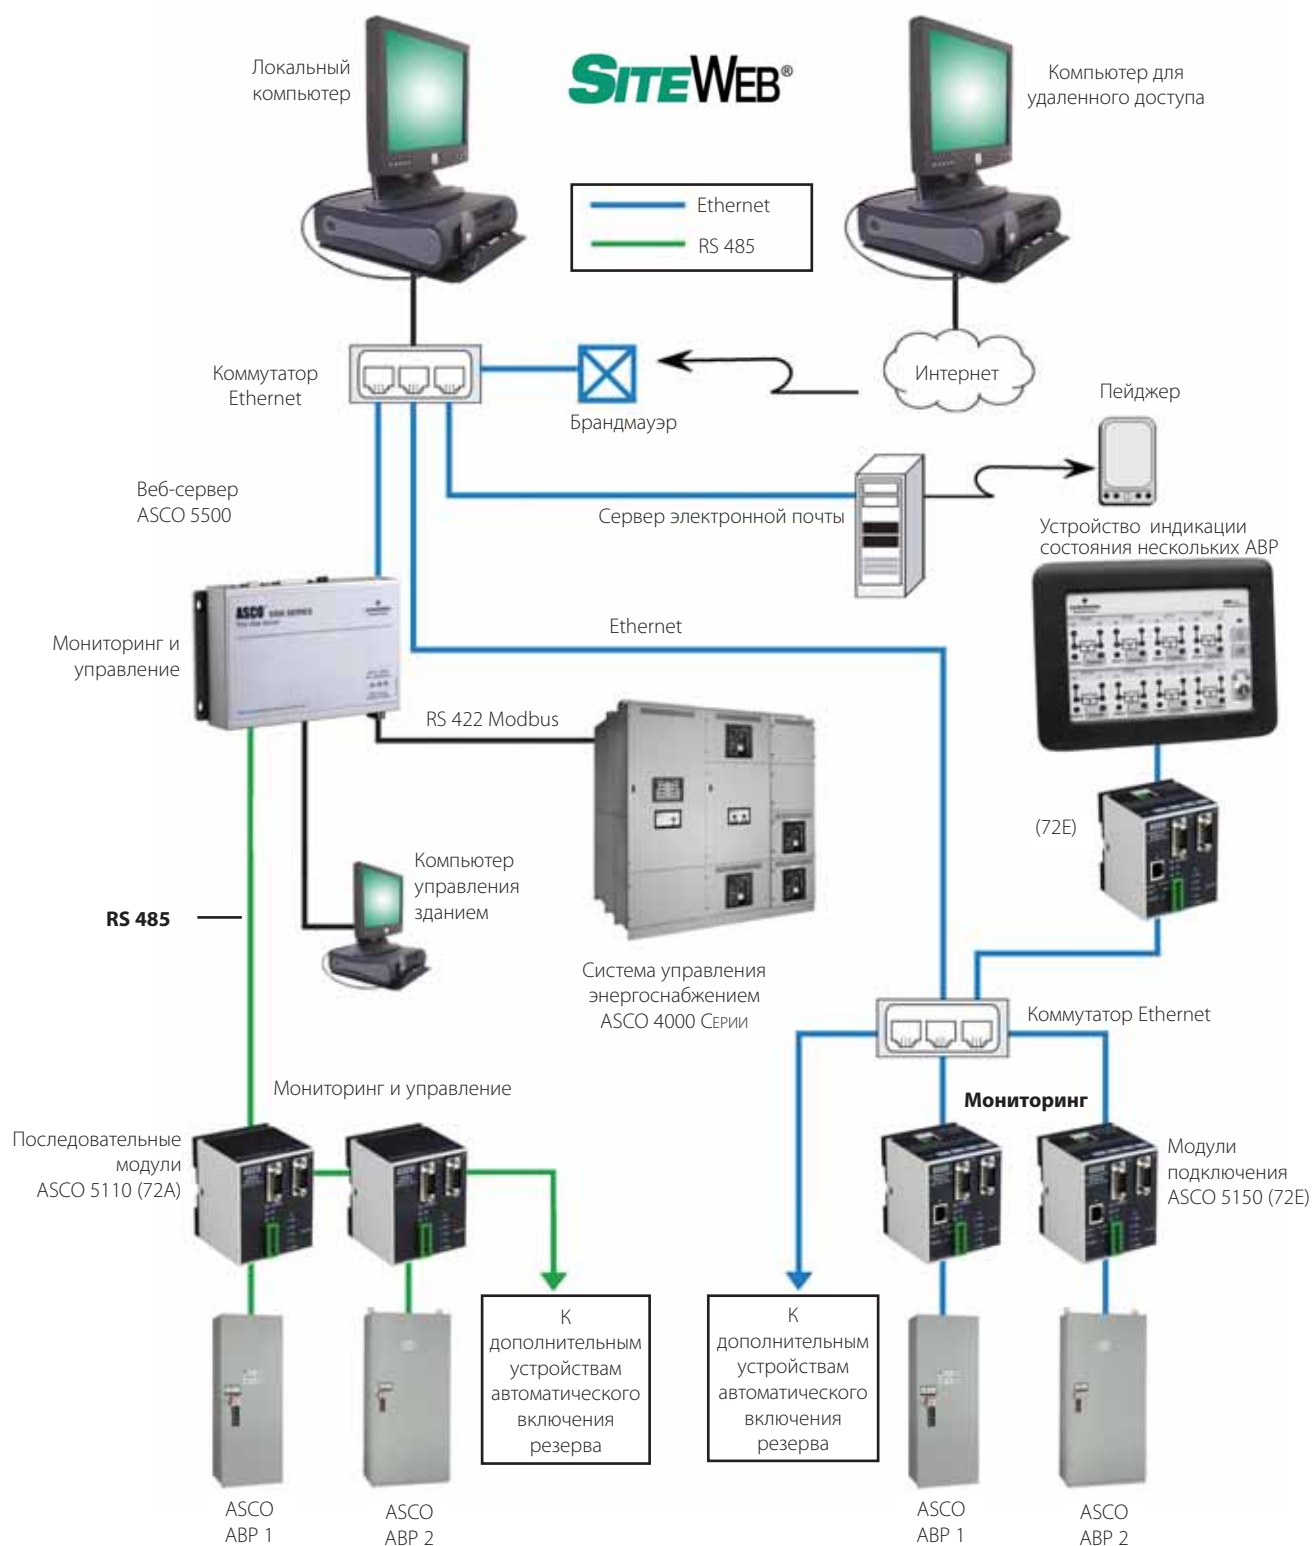 Локальный
компьютер
SITEWEB®
Компьютер для
удаленного доступа
Ethernet
RS 485
Коммутатор
Ethernet
Брандмауэр
Интернет
Пейджер
Веб-сервер
ASCO 5500
Сервер электронной почты
Устройство индикации
состояния нескольких АВР
ASCO
Мониторинг и
управление
Ethernet
RS 422 Modbus
(72E)
Компьютер
управления
зданием
RS 485
Система управления
энергоснабжением
ASCO 4000 СЕРИИ
Коммутатор Ethernet
Мониторинг и управление
Мониторинг
Последовательные
модули
ASCO 5110 (72A)
Модули
подключения
ASCO 5150 (72E)
К
дополнительным
устройствам
автоматического
включения
резерва
К
дополнительным
устройствам
автоматического
включения
резерва
ASCO
АВР 1
ASCO
АВР 2
ASCO
АВР 1
ASCO
АВР 2